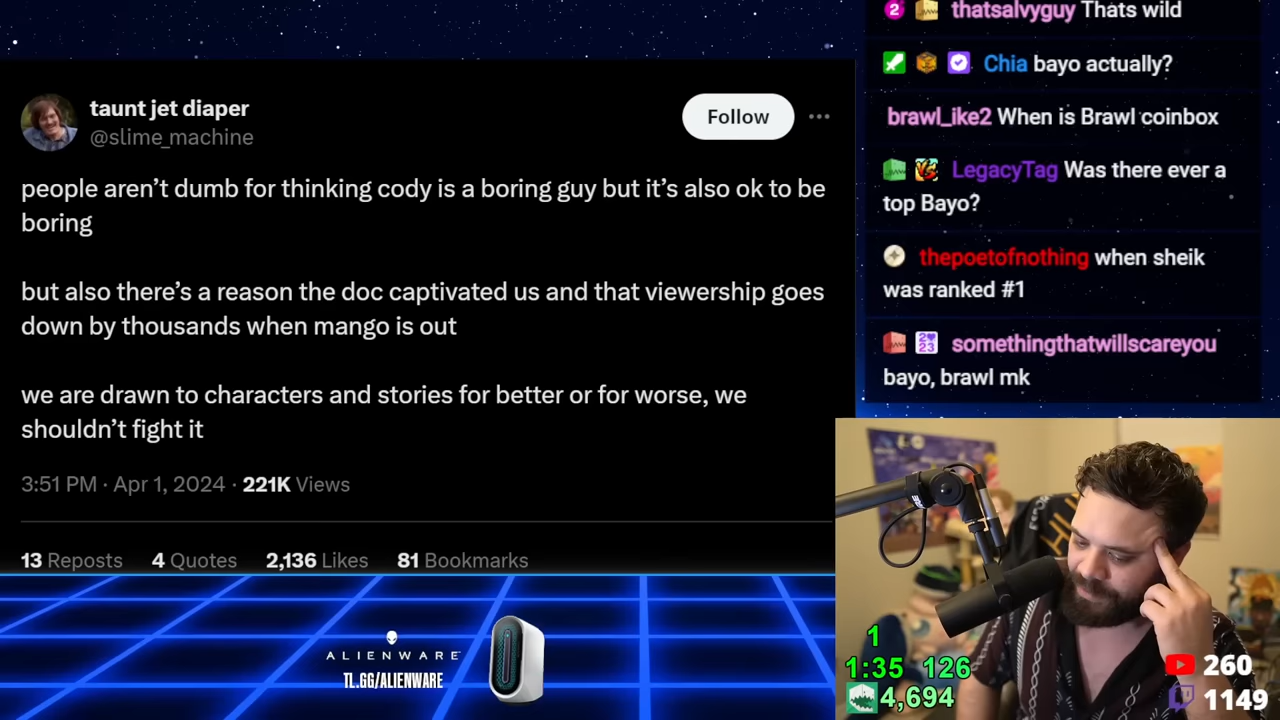 taunt jet diaper
@slime_machine
Follow
people aren’t dumb for thinking cody is a boring guy but it’s also ok to be
boring
but also there’s a reason the doc captivated us and that viewership goes
down by thousands when mango is out
we are drawn to characters and stories for better or for worse, we
shouldn’t fight it
3:51 PM · Apr 1, 2024 · 221K Views
13 Reposts 4 Quotes 2,136 Likes 81 Bookmarks
ALIENWARE
TL.GG/ALIENWARE
2 thatsalvyguy Thats wild
Chia bayo actually?
brawl_ike2 When is Brawl coinbox
LegacyTag Was there ever a
top Bayo?
thepoetofnothing when sheik
was ranked #1
somethingthatwillscareyou
bayo, brawl mk
1
1:35 126
4,694
260
1149